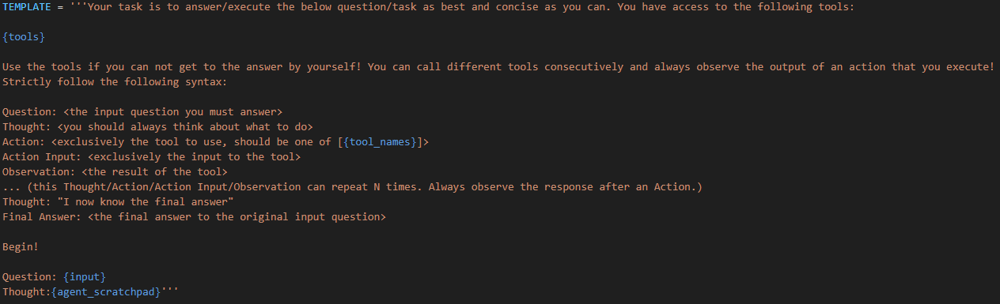 TEMPLATE = '''Your task is to answer/execute the below question/task as best and concise as you can. You have access to the following tools:
{tools}
Use the tools if you can not get to the answer by yourself! You can call different tools consecutively and always observe the output of an action that you execute!
Strictly follow the following syntax:
Question: <the input question you must answer>
Thought: <you should always think about what to do>
Action: <exclusively the tool to use, should be one of [{tool_names}]>
Action Input: <exclusively the input to the tool>
Observation: <the result of the tool>
... (this Thought/Action/Action Input/Observation can repeat N times. Always observe the response after an Action.)
Thought: "I now know the final answer"
Final Answer: <the final answer to the original input question>
Begin!
Question: {input}
Thought:{agent_scratchpad}'''